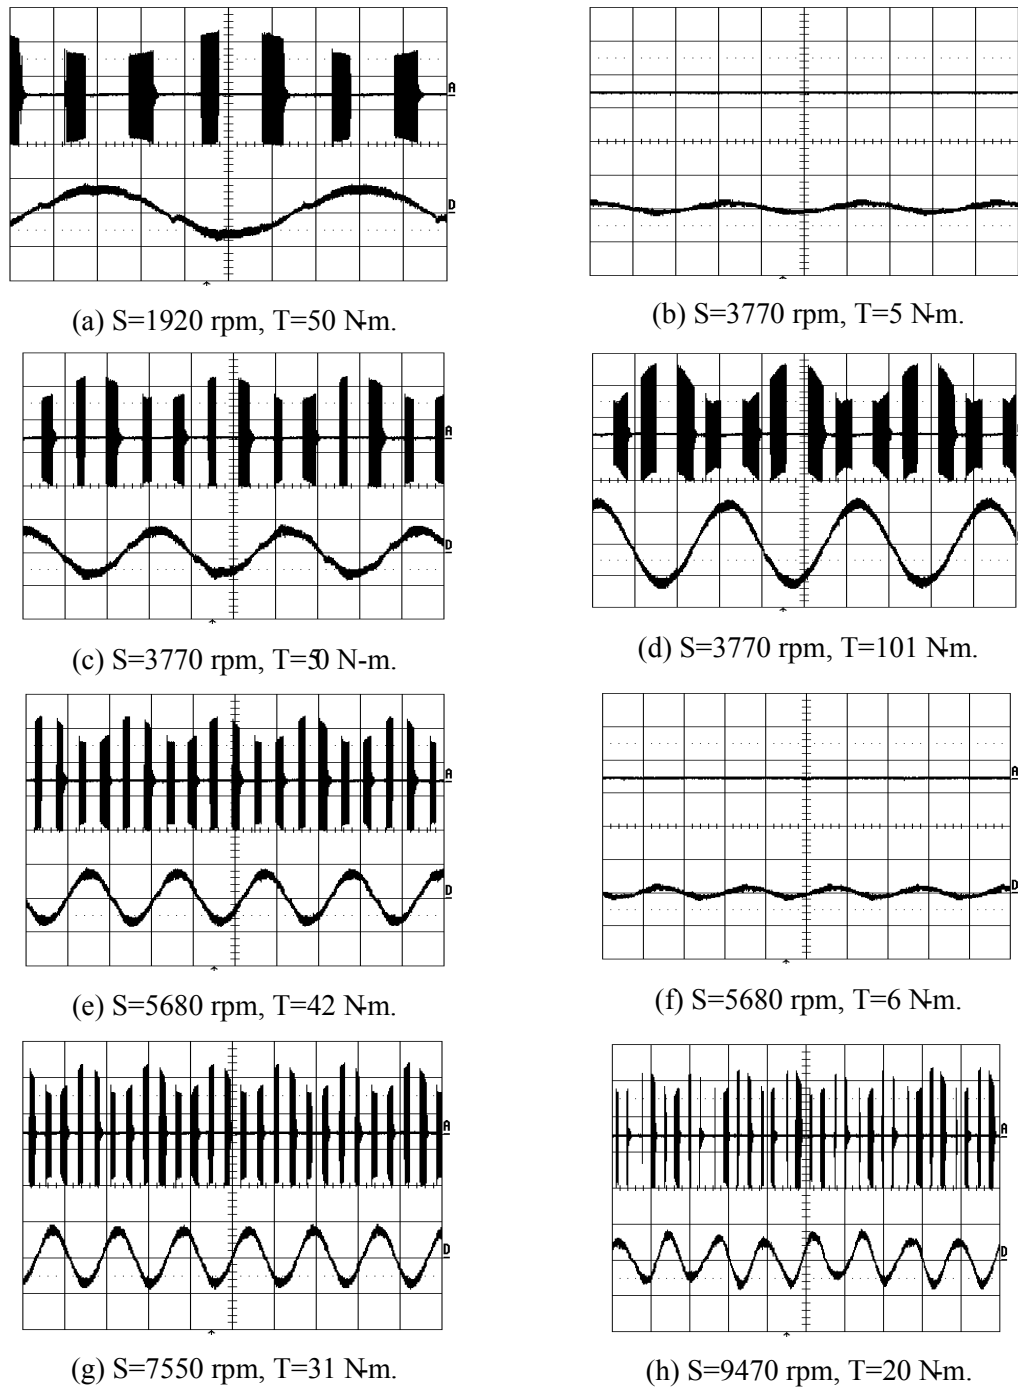 A
D
(a) S=1920 rpm, T=50 N-m.
(b) S=3770 rpm, T=5 N-m.
A
D
(c) S=3770 rpm, T=50 N-m.
(d) S=3770 rpm, T=101 N-m.
A
D
A
D
(e) S=5680 rpm, T=42 N-m.
(f) S=5680 rpm, T=6 N-m.
A
D
A
D
(g) S=7550 rpm, T=31 N-m.
(h) S=9470 rpm, T=20 N-m.